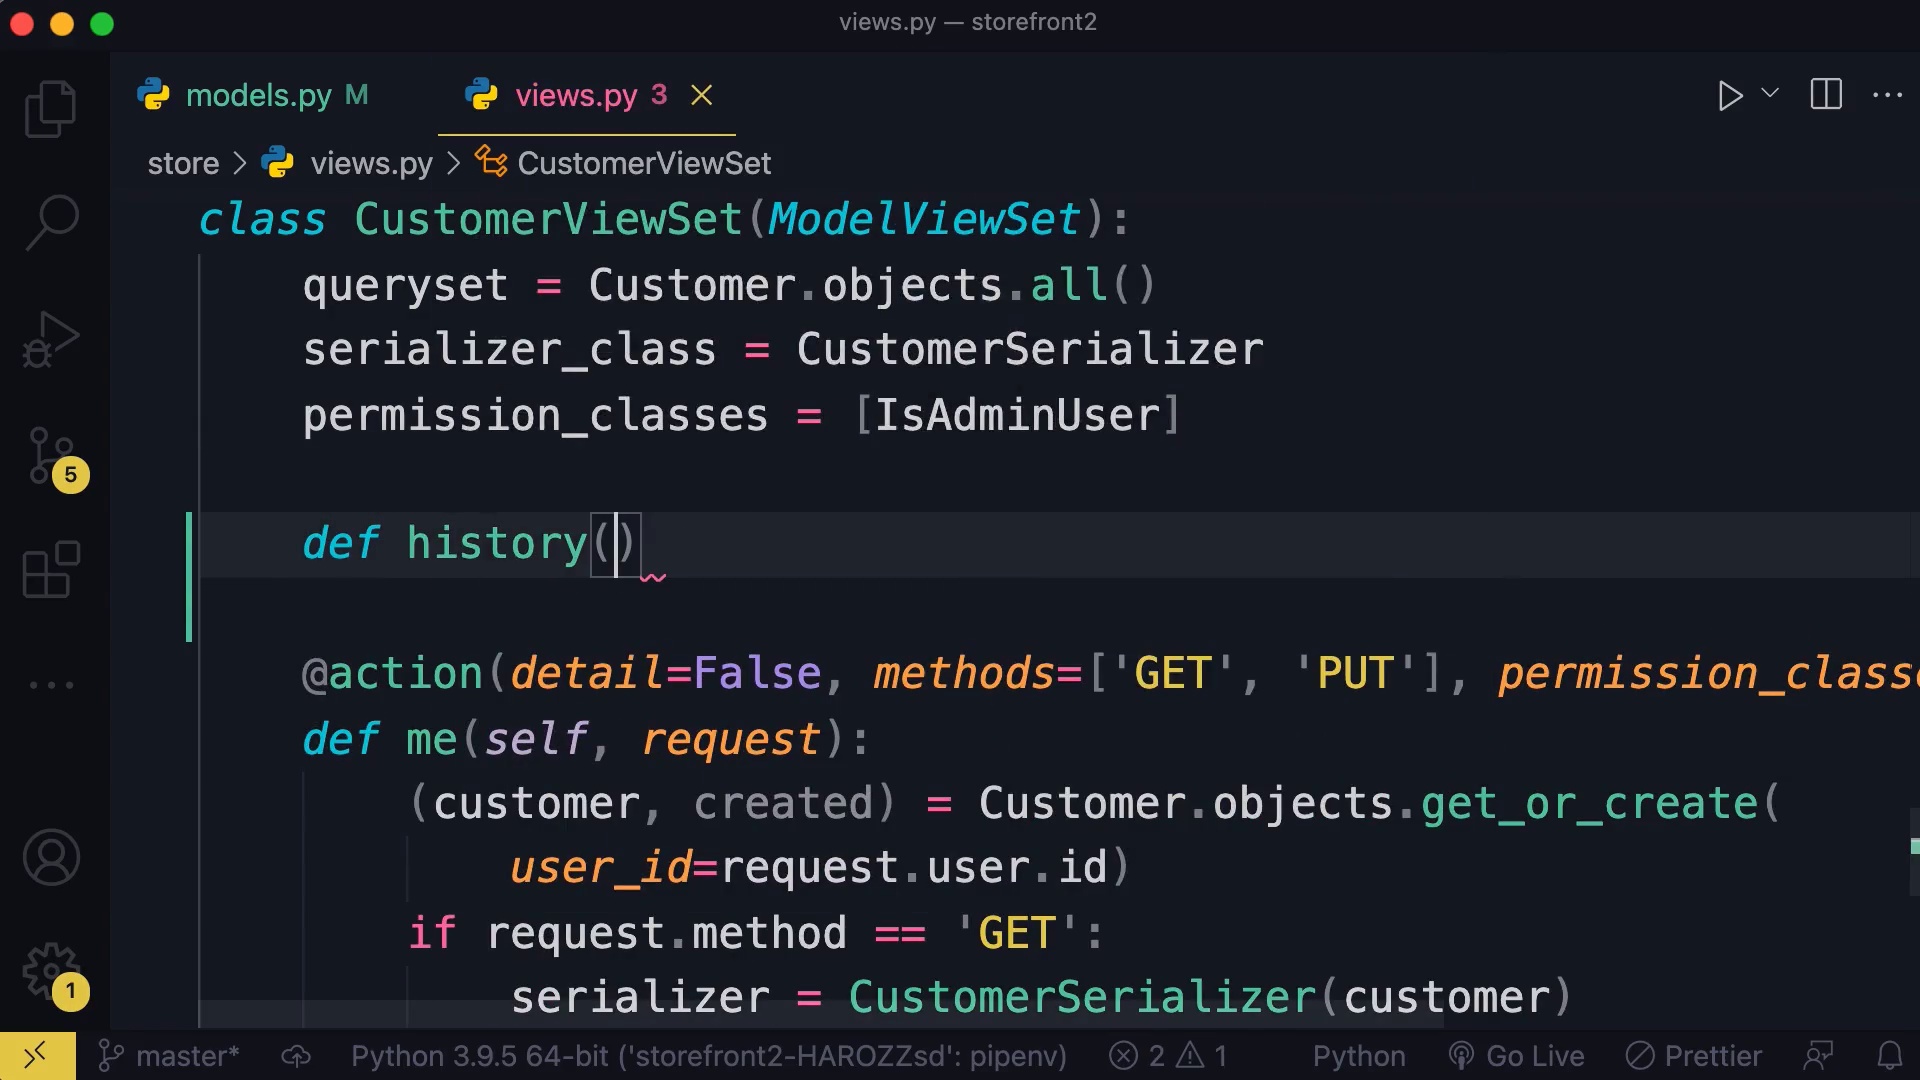 views.py — storefront2
models.py M views.py 3
store > views.py > CustomerViewSet
class CustomerViewSet(ModelViewSet):
queryset = Customer.objects.all()
serializer_class = CustomerSerializer
permission_classes = [IsAdminUser]
def history()
@action(detail=False, methods=['GET', 'PUT'], permission_classe
def me(self, request):
(customer, created) = Customer.objects.get_or_create(
user_id=request.user.id)
if request.method == 'GET':
serializer = CustomerSerializer(customer)
5
1
master* Python 3.9.5 64-bit ('storefront2-HAROZZsd': pipenv) 2 1 Python Go Live Prettier